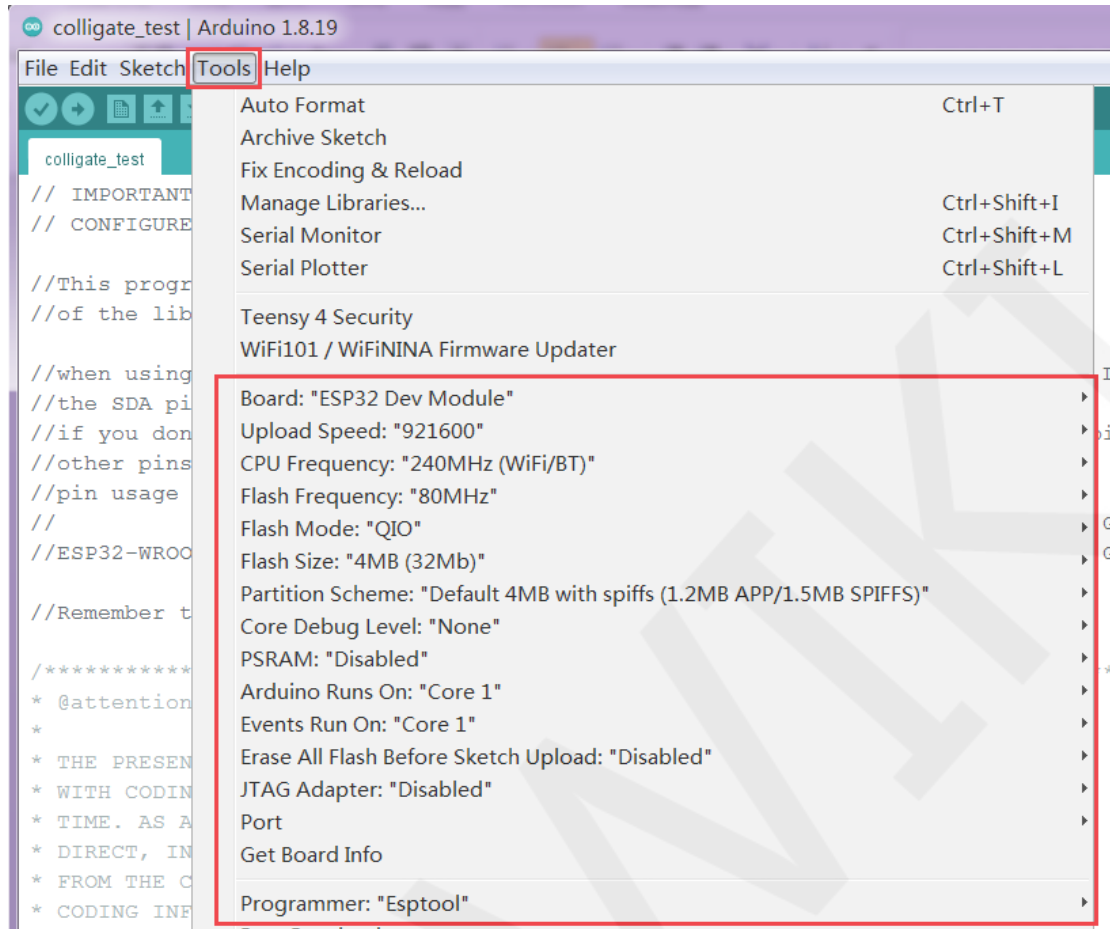 colligate_test | Arduino 1.8.19
File Edit Sketch Tools Help
Auto Format Ctrl+T
Archive Sketch
Fix Encoding & Reload
Manage Libraries... Ctrl+Shift+I
Serial Monitor Ctrl+Shift+M
Serial Plotter Ctrl+Shift+L
Teensy 4 Security
WiFi101 / WiFiNINA Firmware Updater
Board: "ESP32 Dev Module"
Upload Speed: "921600"
CPU Frequency: "240MHz (WiFi/BT)"
Flash Frequency: "80MHz"
Flash Mode: "QIO"
Flash Size: "4MB (32Mb)"
Partition Scheme: "Default 4MB with spiffs (1.2MB APP/1.5MB SPIFFS)"
Core Debug Level: "None"
PSRAM: "Disabled"
Arduino Runs On: "Core 1"
Events Run On: "Core 1"
Erase All Flash Before Sketch Upload: "Disabled"
JTAG Adapter: "Disabled"
Port
Get Board Info
Programmer: "Esptool"
colligate_test
// IMPORTANT
// CONFIGURE
//This progr
//of the lib
//when using
//the SDA pi
//if you don
//other pins
//pin usage
//
//ESP32-WROO
//Remember t
/***********
* @attention
*
* THE PRESEN
* WITH CODIN
* TIME. AS A
* DIRECT, IN
* FROM THE C
* CODING INF
WIKI